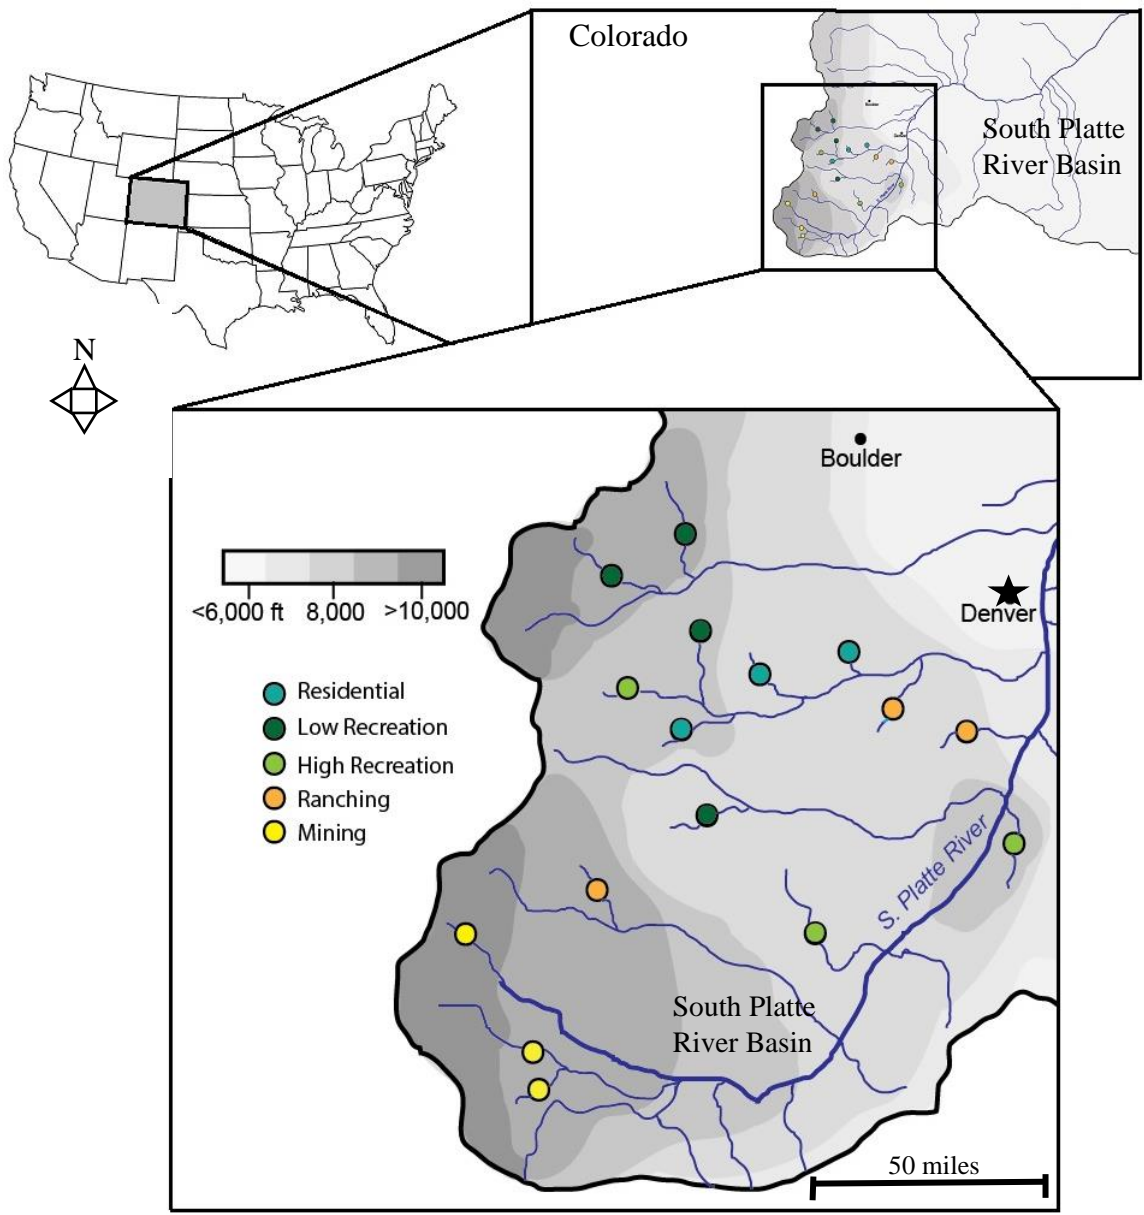 Colorado
South Platte
River Basin
N
Boulder
Denver
<6,000 ft 8,000 >10,000
Residential
Low Recreation
High Recreation
Ranching
Mining
S. Platte River
South Platte
River Basin
50 miles